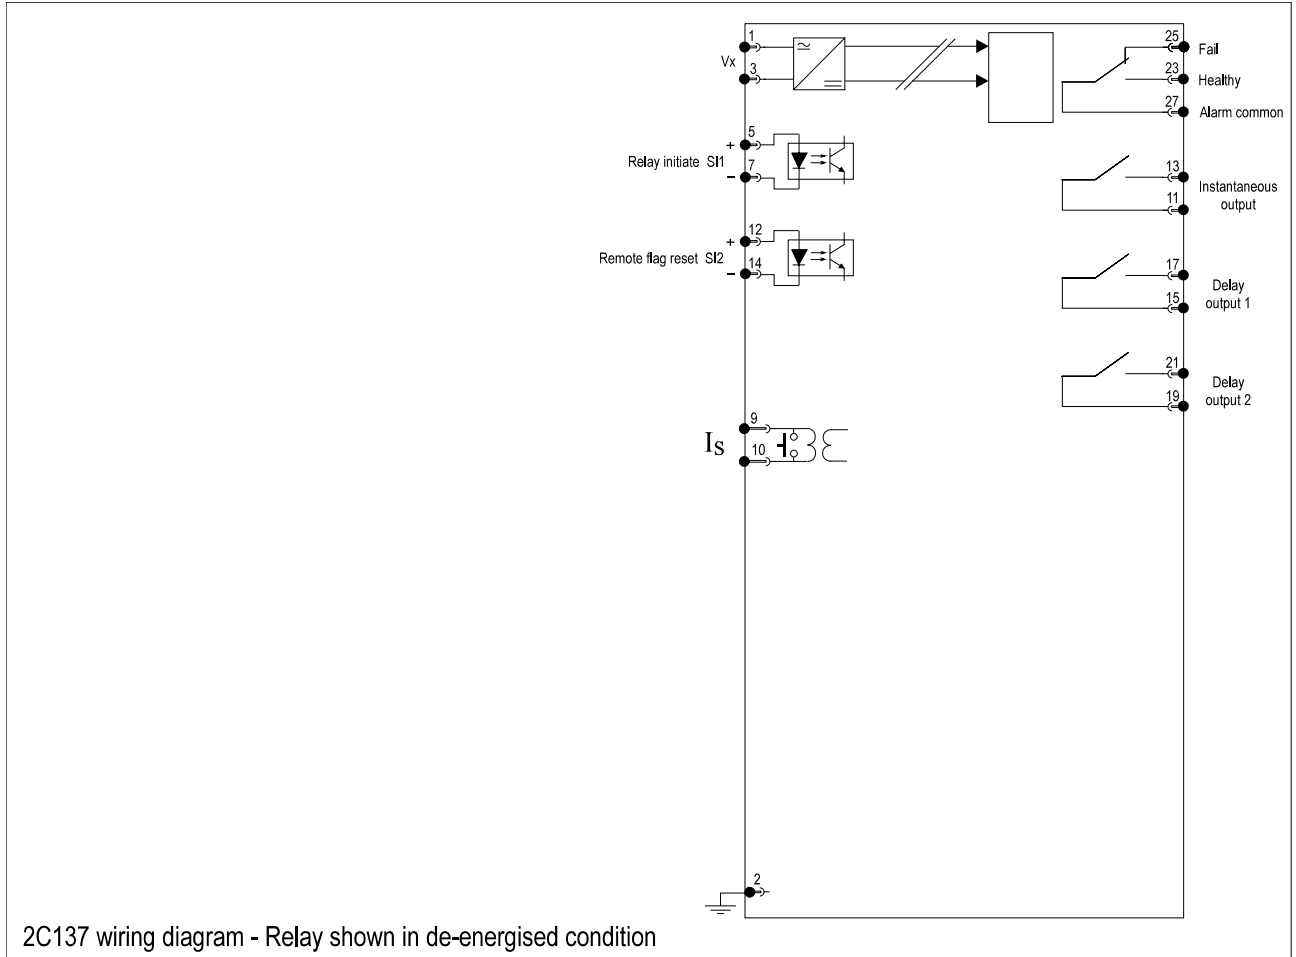 1
Vx
3
25
Fail
23
Healthy
27
Alarm common
5
+
Relay initiate SI1
7
–
13
Instantaneous
output
11
12
+
Remote flag reset SI2
14
–
17
Delay
output 1
15
21
Delay
output 2
19
9
Is
10
2
2C137 wiring diagram - Relay shown in de-energised condition